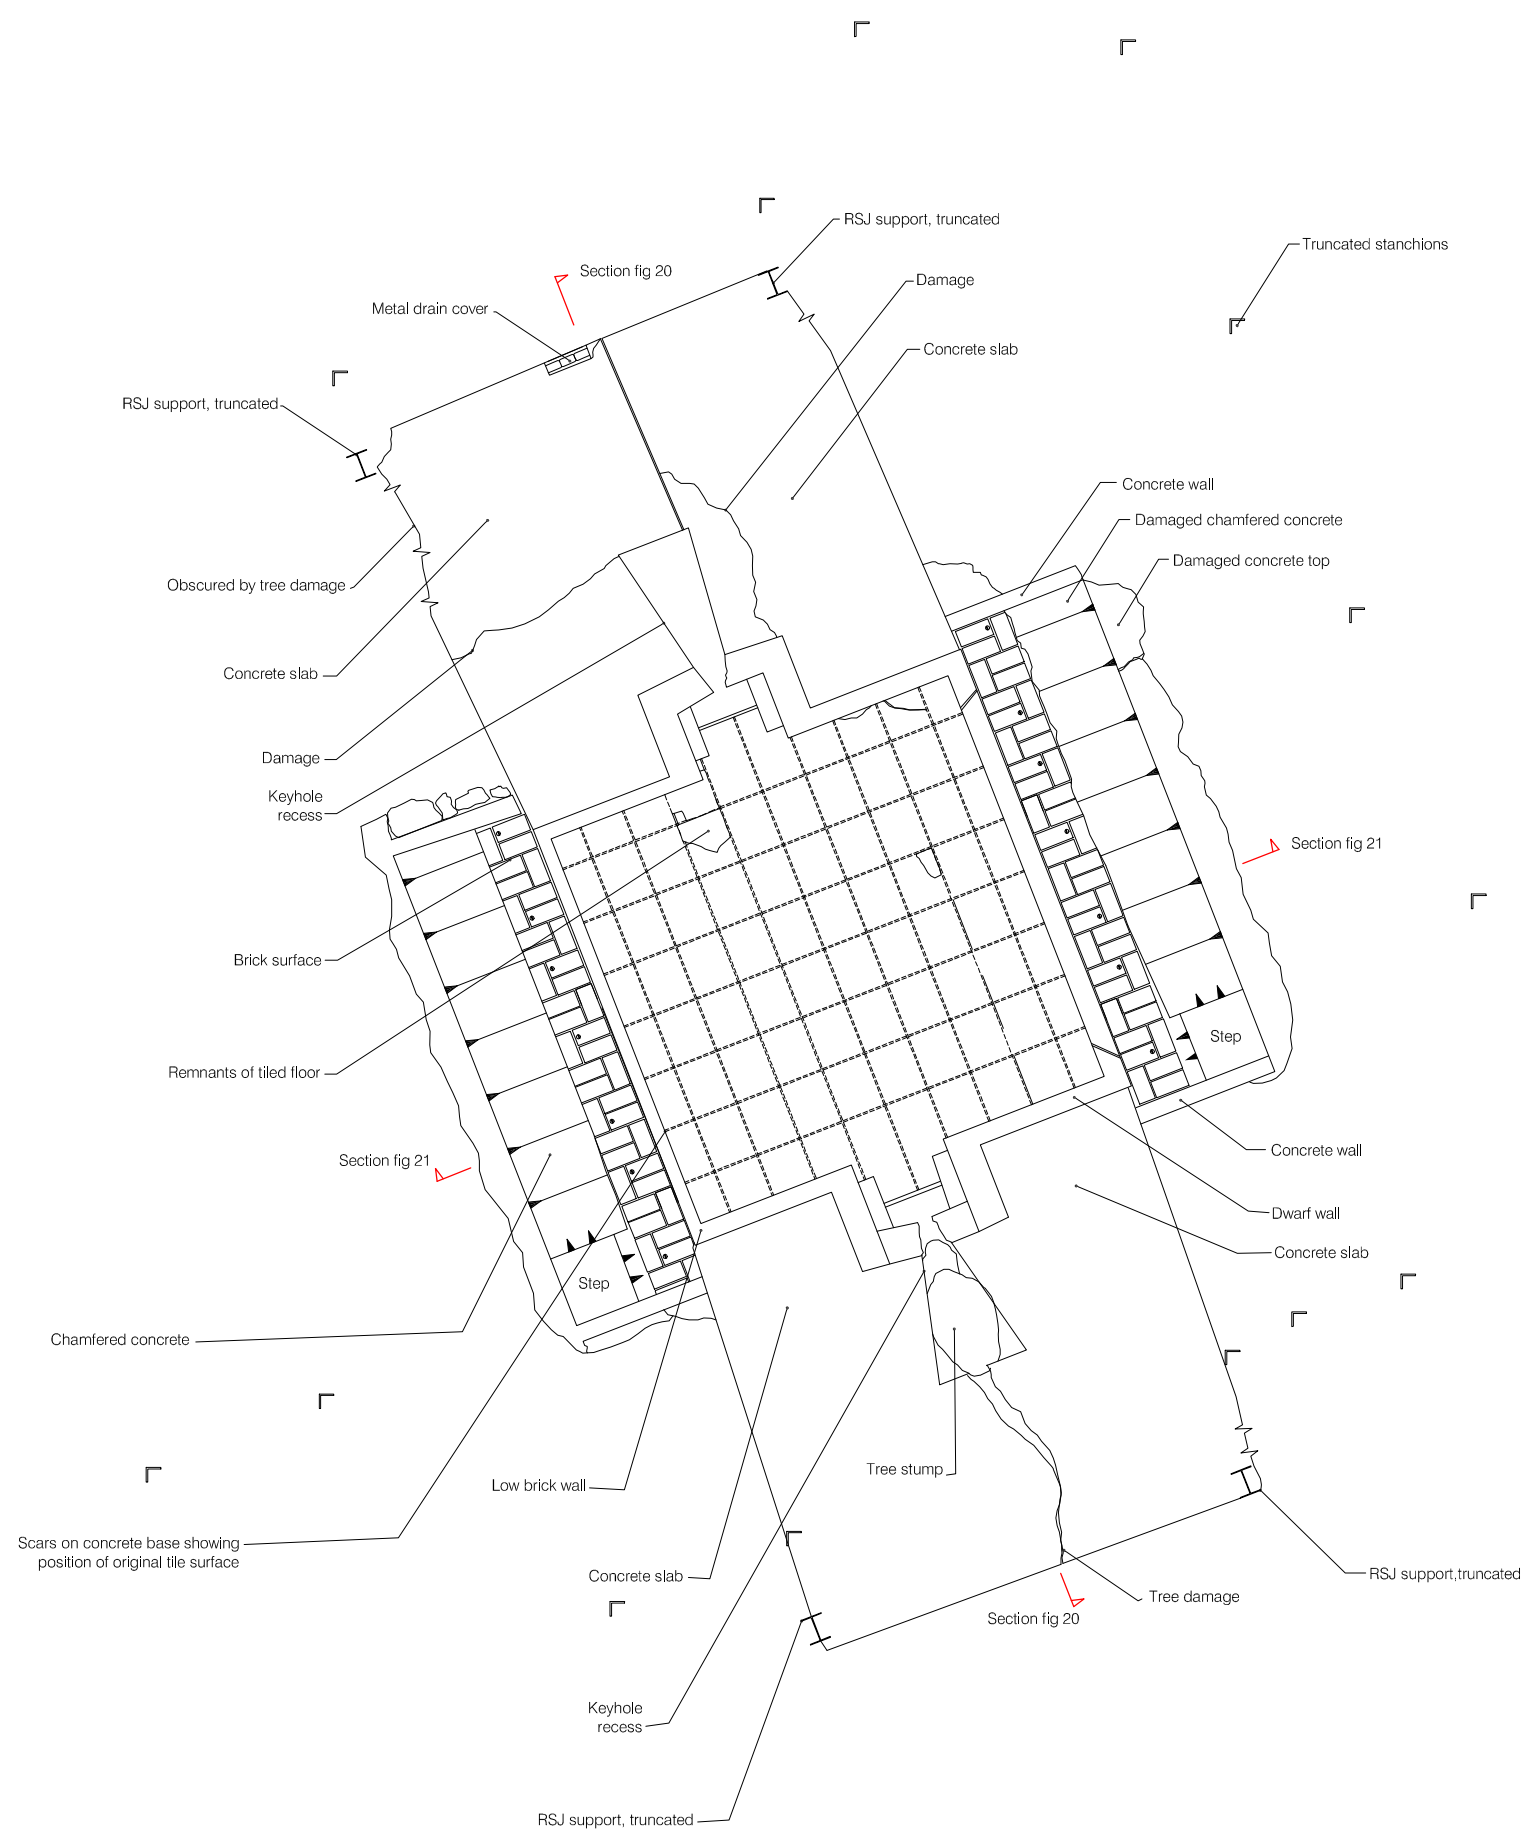 RSJ support, truncated
Truncated stanchions
Section fig 20
Damage
Metal drain cover
Concrete slab
RSJ support, truncated
Concrete wall
Damaged chamfered concrete
Damaged concrete top
Obscured by tree damage
Concrete slab
Damage
Keyhole
recess
Section fig 21
Brick surface
Step
Remnants of tiled floor
Section fig 21
Concrete wall
Dwarf wall
Concrete slab
Step
Chamfered concrete
Tree stump
Low brick wall
Scars on concrete base showing
position of original tile surface
Concrete slab
RSJ support,truncated
Tree damage
Section fig 20
Keyhole
recess
RSJ support, truncated